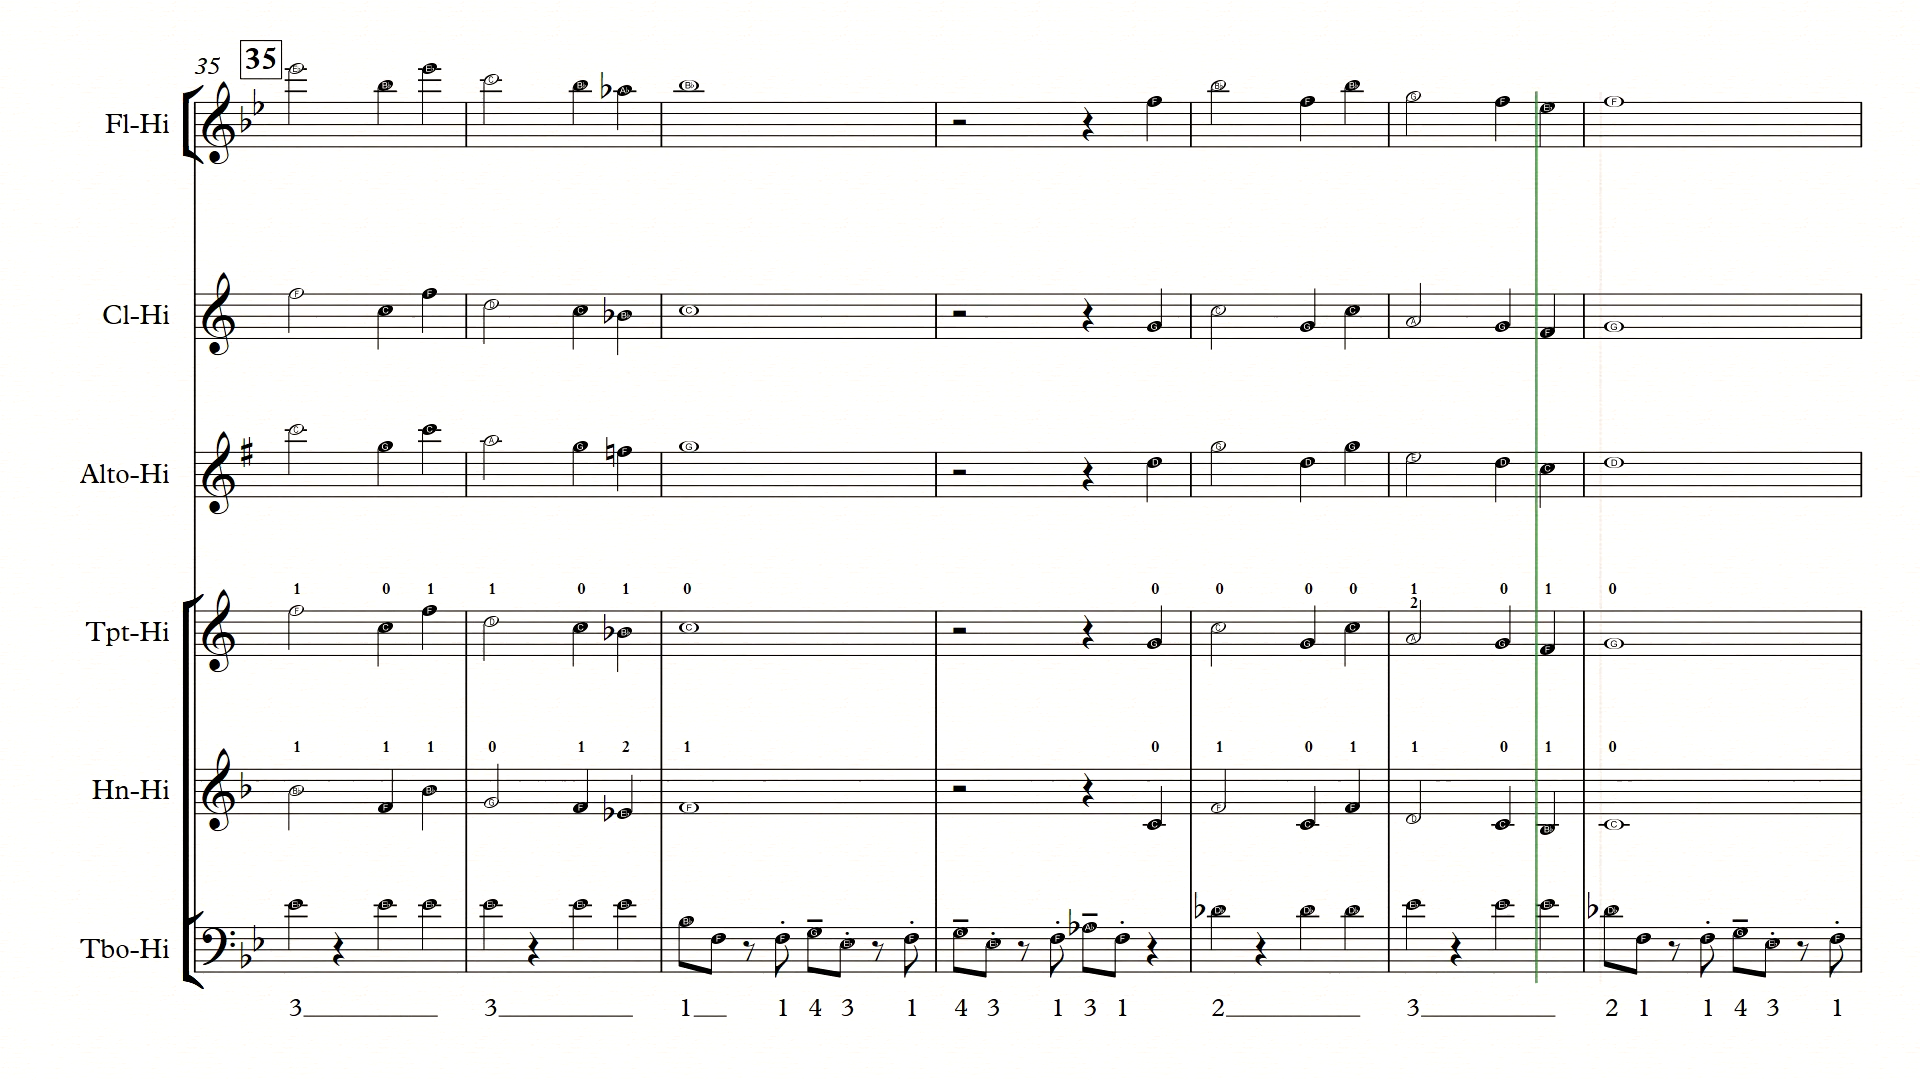 35 35
Fl-Hi
E♭ B♭ E♭ C B♭ A♭ B♭ F B♭ F B♭ G F E♭ F
Cl-Hi
F C F D C B♭ C G C G C A G F G
Alto-Hi
C G C A G F G D G D G E D C D
1 0 1 1 0 1 0 0 0 0 0 1 0 1 0
2
Tpt-Hi
F C F D C B♭ C G C G C A G F G
1 1 1 0 1 2 1 0 1 0 1 1 0 1 0
Hn-Hi
B♭ F B♭ G F E♭ F C F C F D C B♭ C
Tbo-Hi
E♭ E♭ E♭ E♭ E♭ E♭ B♭ F F G E♭ F G E♭ F A♭ F D♭ D♭ D♭ E♭ E♭ E♭ D♭ F F G E♭ F
3 3 1 1 4 3 1 4 3 1 3 1 2 3 2 1 1 4 3 1